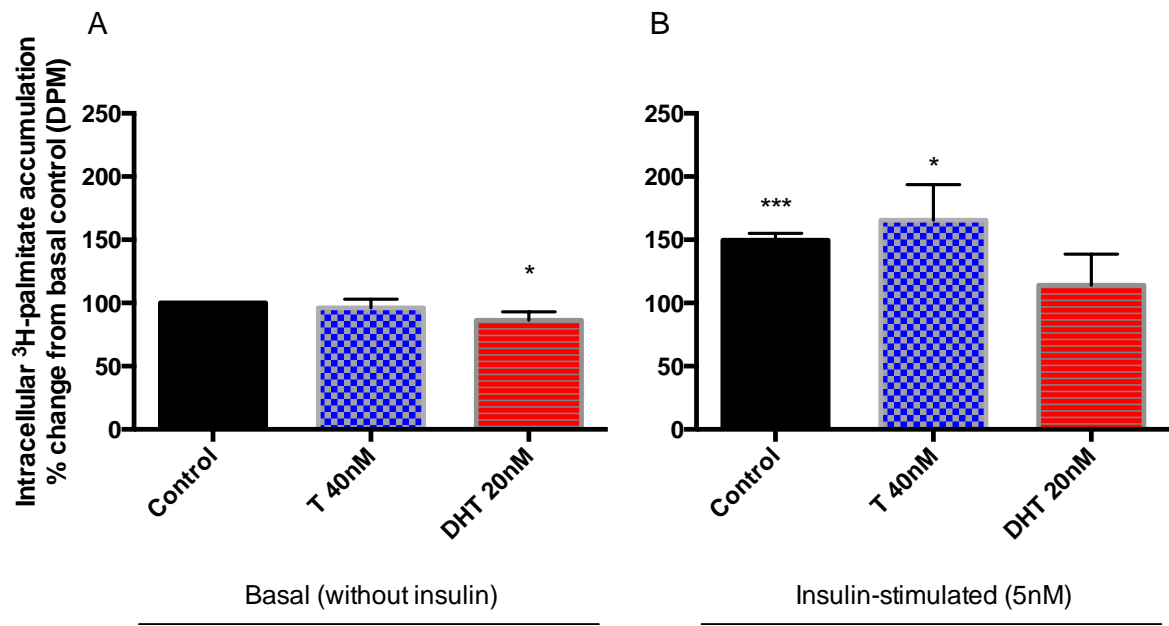 A
B
Intracellular ³H-palmitate accumulation
% change from basal control (DPM)
250
200
150
100
50
0
*
Control
T 40nM
DHT 20nM
Basal (without insulin)
250
200
150
100
50
0
***
*
Control
T 40nM
DHT 20nM
Insulin-stimulated (5nM)